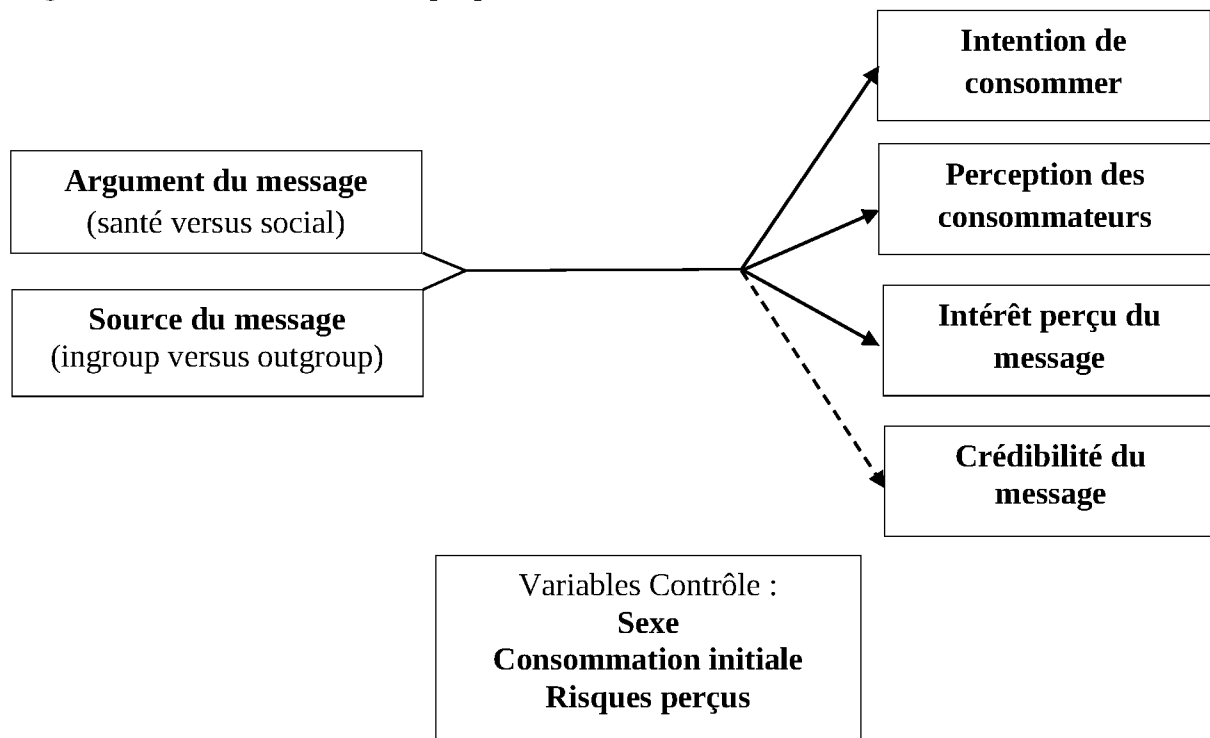 Argument du message
(santé versus social)
Source du message
(ingroup versus outgroup)
Intention de
consommer
Perception des
consommateurs
Intérêt perçu du
message
Crédibilité du
message
Variables Contrôle :
Sexe
Consommation initiale
Risques perçus